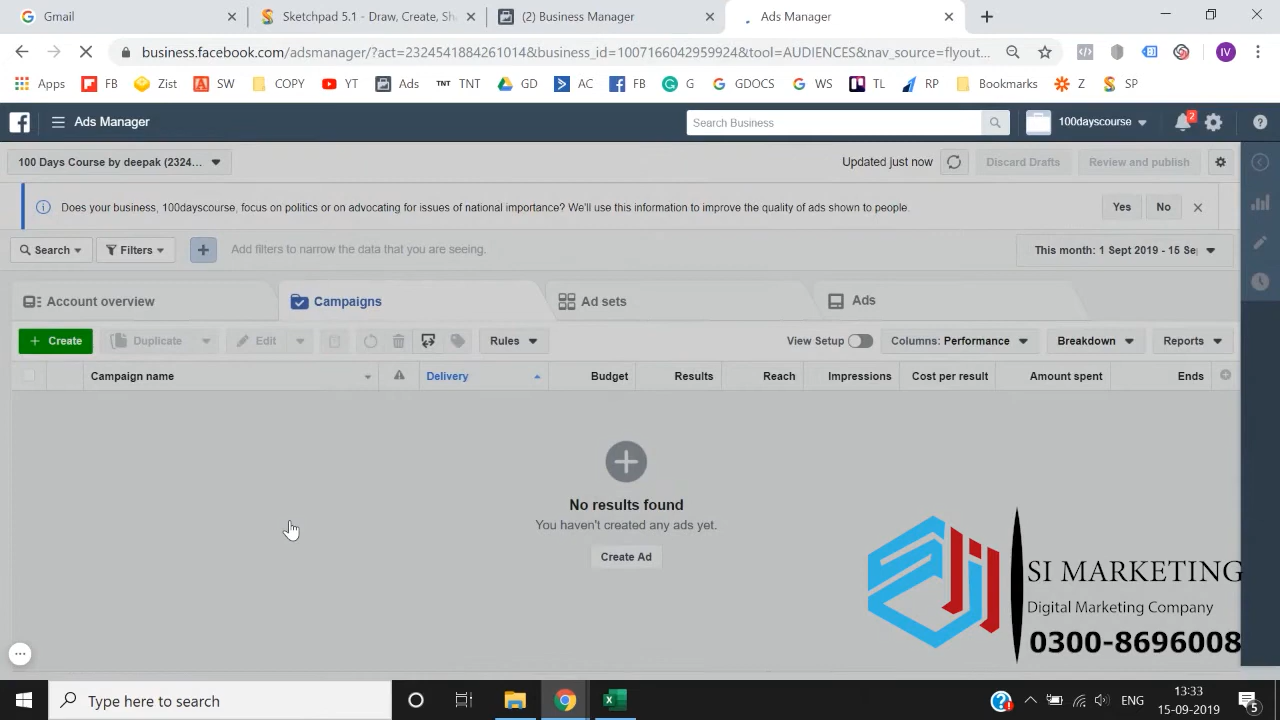 Gmail
Sketchpad 5.1 - Draw, Create, Sh
(2) Business Manager
Ads Manager
business.facebook.com/adsmanager/?act=232454188426101​4&business_id=100716604295992​4&tool=AUDIENCES&nav_source=flyout...
IV
Apps FB Zist SW COPY YT Ads TNT TNT GD AC FB G GDOCS WS TL RP Bookmarks Z SP
Ads Manager
Search Business
100dayscourse
2
100 Days Course by deepak (2324...
Updated just now
Discard Drafts
Review and publish
Does your business, 100dayscourse, focus on politics or on advocating for issues of national importance? We'll use this information to improve the quality of ads shown to people.
Yes
No
Search
Filters
Add filters to narrow the data that you are seeing.
This month: 1 Sept 2019 - 15 Se
Account overview
Campaigns
Ad sets
Ads
+ Create
Duplicate
Edit
Rules
View Setup
Columns: Performance
Breakdown
Reports
Campaign name
Delivery
Budget
Results
Reach
Impressions
Cost per result
Amount spent
Ends
No results found
You haven't created any ads yet.
Create Ad
SI MARKETING
Digital Marketing Company
0300-8696008
Type here to search
ENG
13:33
15-09-2019
5